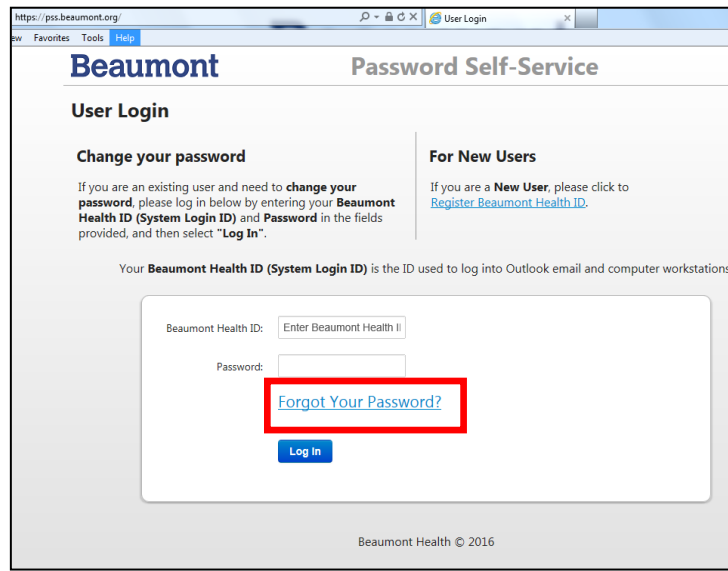 https://pss.beaumont.org/
User Login
ew Favorites Tools Help
Beaumont
Password Self-Service
User Login
Change your password
If you are an existing user and need to change your
password, please log in below by entering your Beaumont
Health ID (System Login ID) and Password in the fields
provided, and then select "Log In".
For New Users
If you are a New User, please click to
Register Beaumont Health ID.
Your Beaumont Health ID (System Login ID) is the ID used to log into Outlook email and computer workstations
Beaumont Health ID: Enter Beaumont Health I
Password:
Forgot Your Password?
Log In
Beaumont Health © 2016